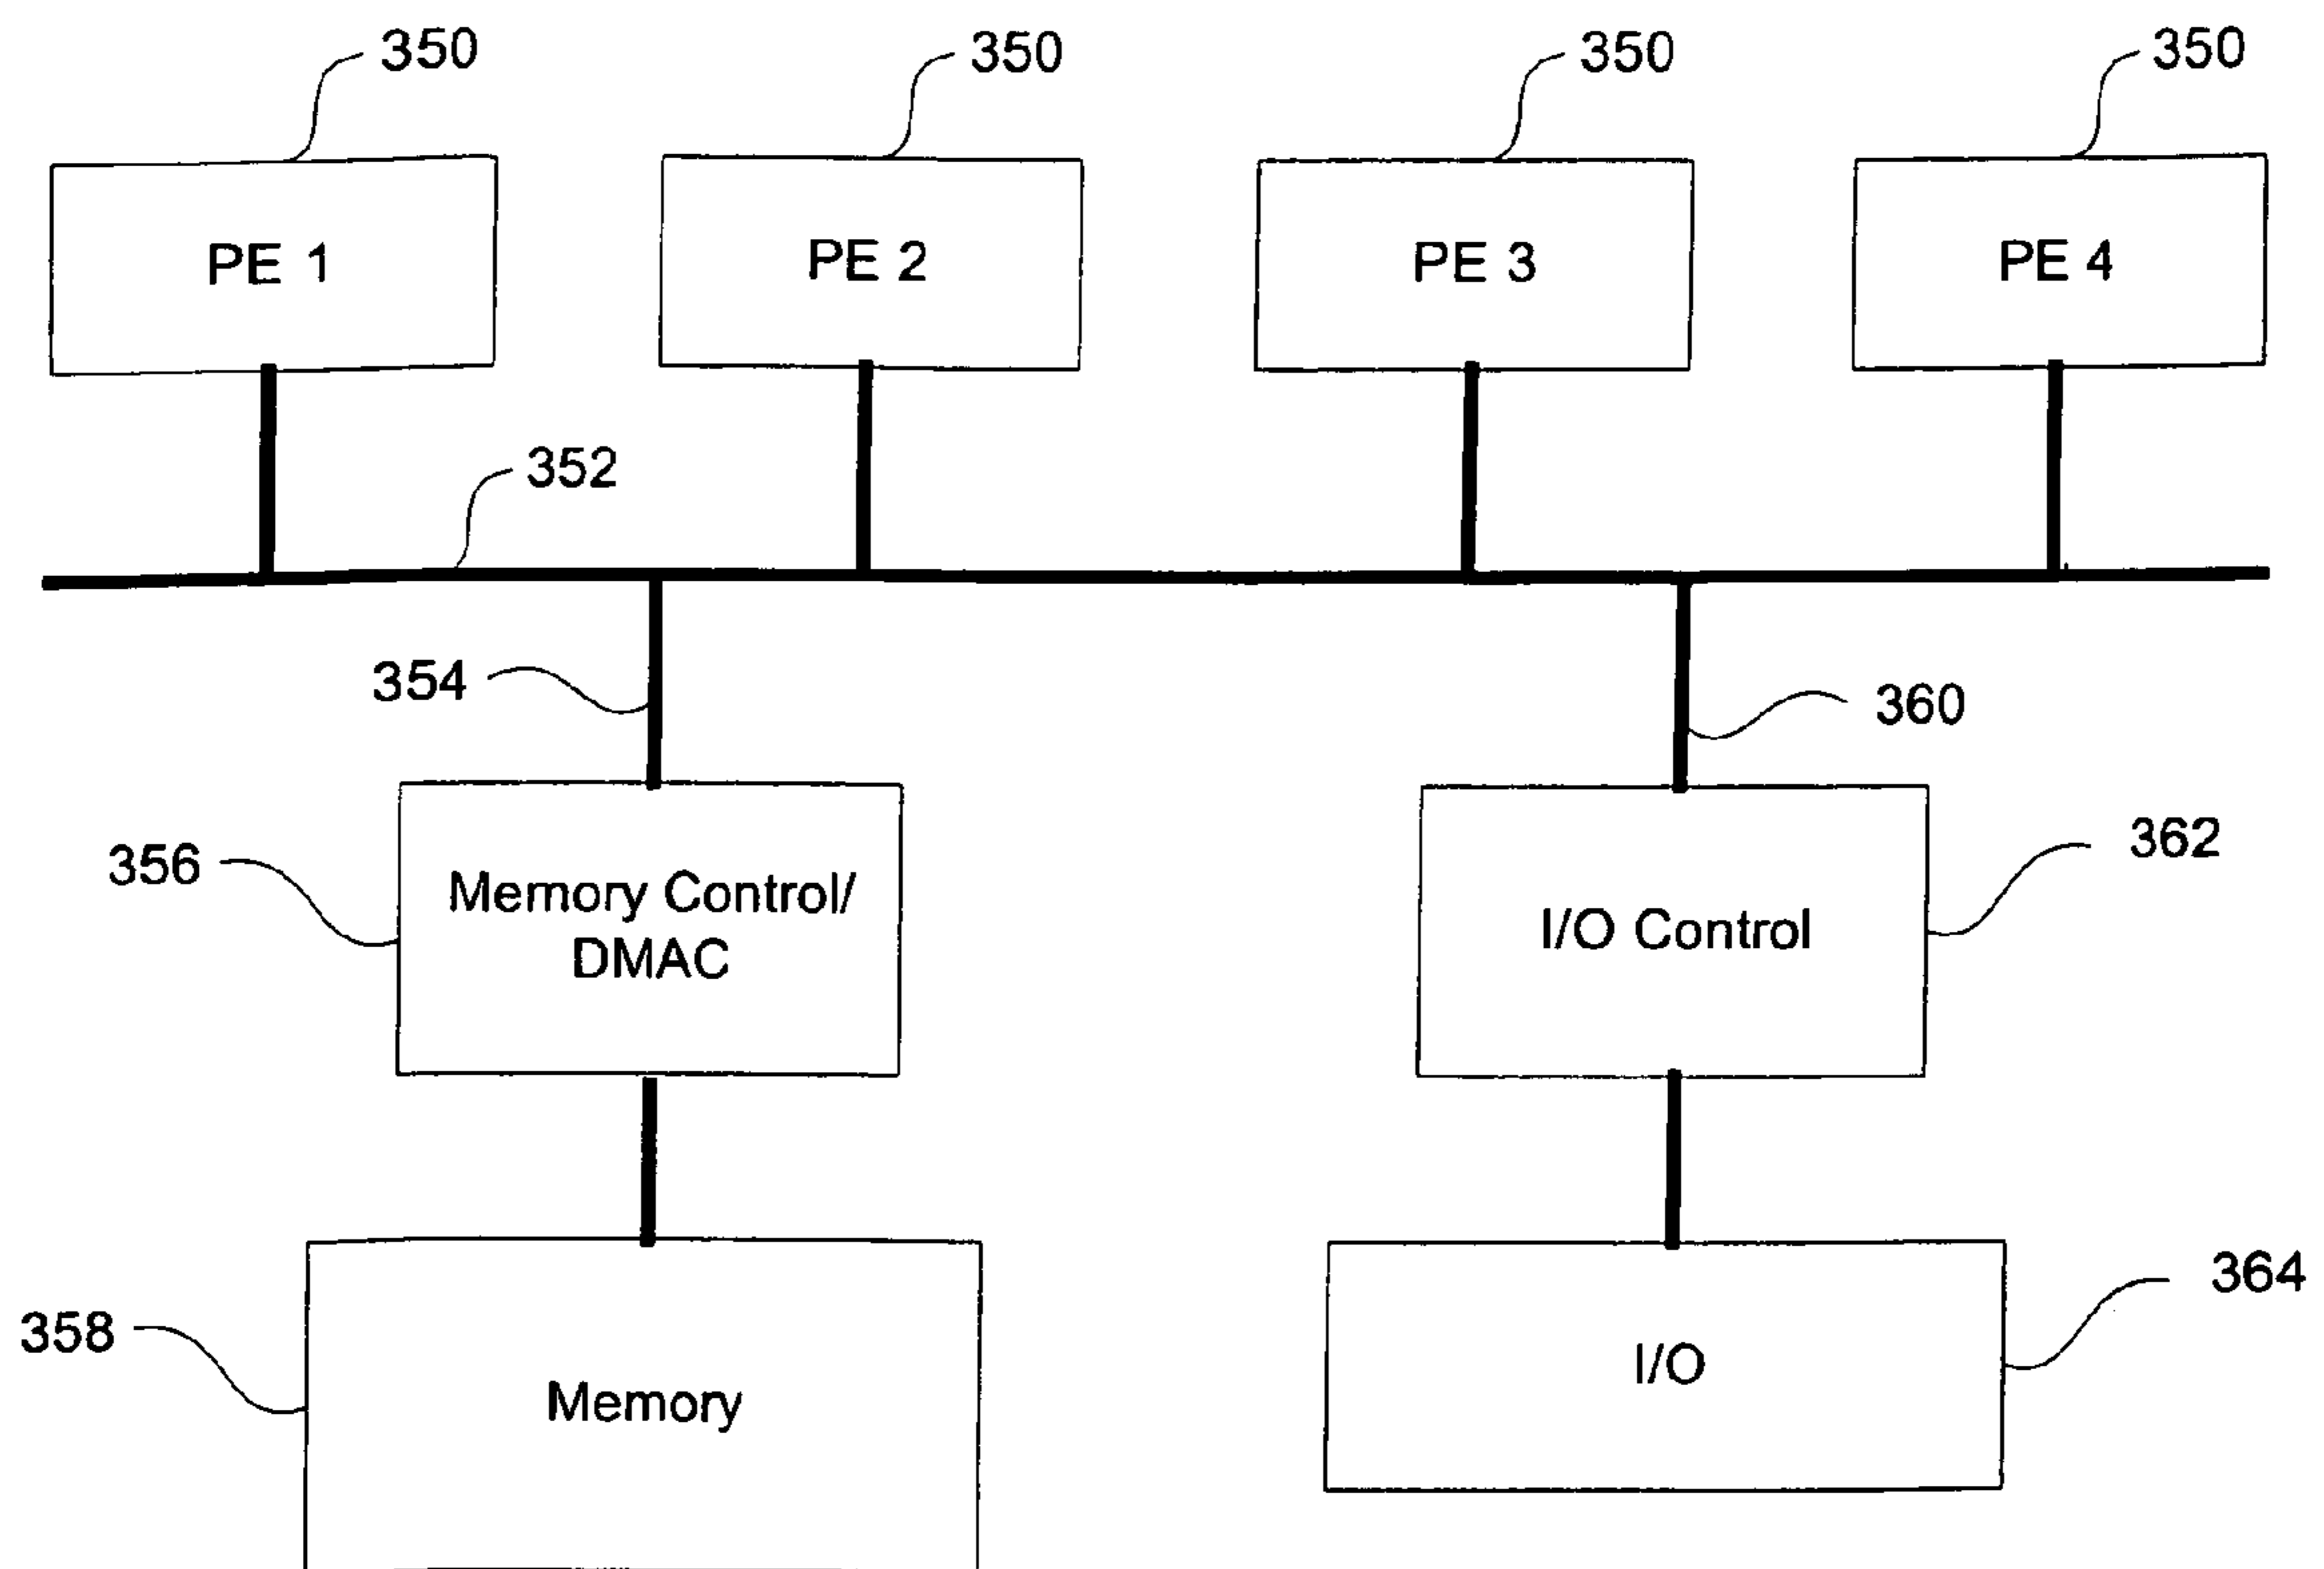 350
350
350
350
PE 1
PE 2
PE 3
PE 4
352
354
360
356
Memory Control/
DMAC
I/O Control
362
358
Memory
I/O
364